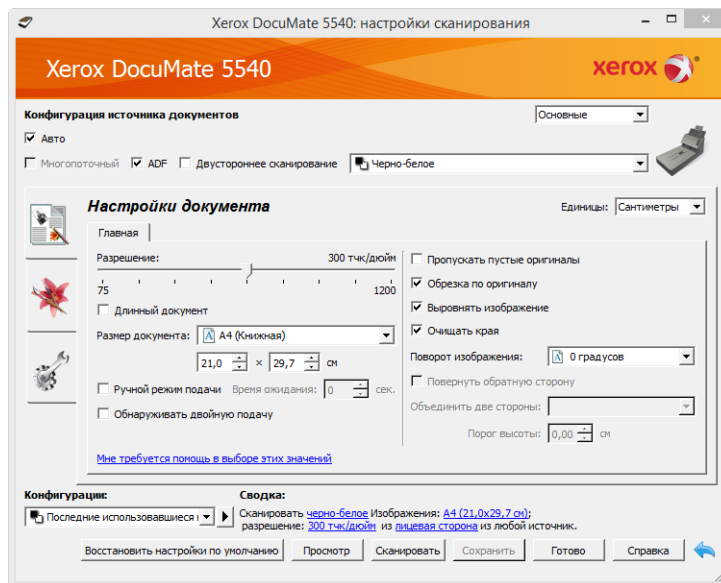 Xerox DocuMate 5540: настройки сканирования
Xerox DocuMate 5540
xerox
Конфигурация источника документов
Основные
Авто
Многопоточный ADF Двустороннее сканирование Черно-белое
Настройки документа
Единицы: Сантиметры
Главная
Разрешение: 300 тчк/дюйм
75 1200
Длинный документ
Размер документа: A4 (Книжная)
21,0 × 29,7 см
Ручной режим подачи Время ожидания: 0 сек.
Обнаруживать двойную подачу
Мне требуется помощь в выборе этих значений
Пропускать пустые оригиналы
Обрезка по оригиналу
Выровнять изображение
Очищать края
Поворот изображения: 0 градусов
Повернуть обратную сторону
Объединить две стороны:
Порог высоты: 0,00 см
Конфигурации:
Последние использовавшиеся
Сводка:
Сканировать черно-белое Изображения: A4 (21,0x29,7 см);
разрешение: 300 тчк/дюйм из лицевая сторона из любой источник.
Восстановить настройки по умолчанию Просмотр Сканировать Сохранить Готово Справка